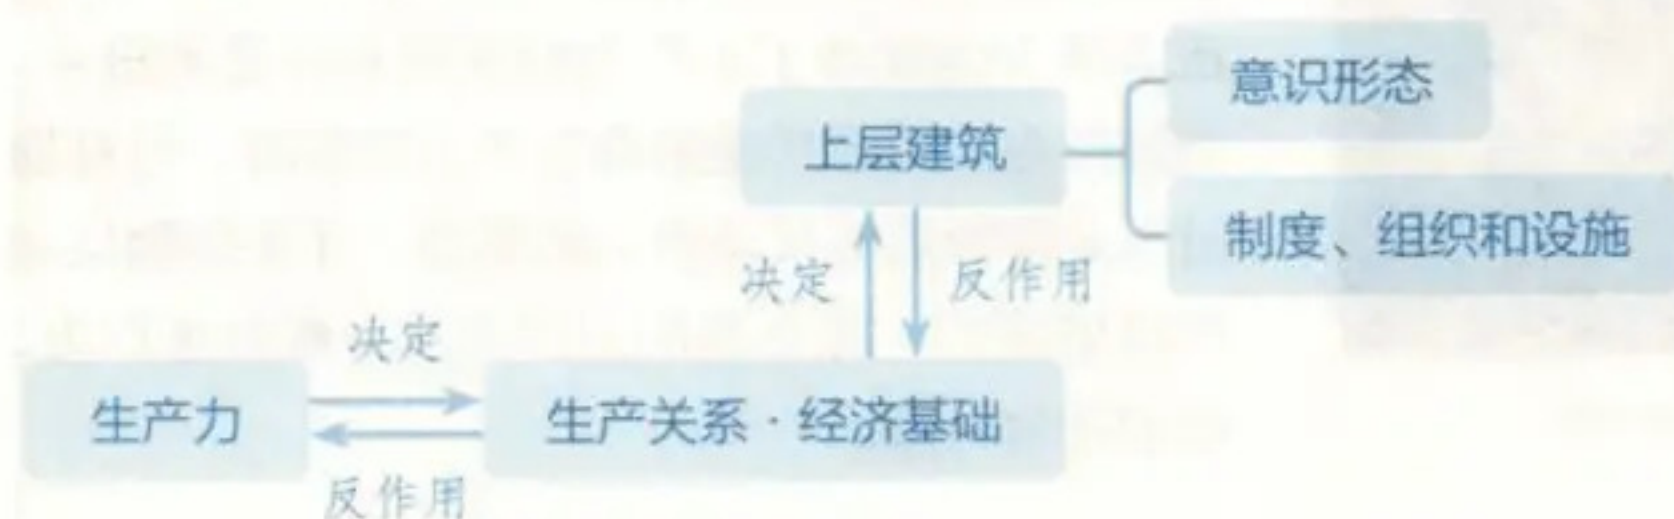 意识形态
上层建筑
制度、组织和设施
决定
反作用
决定
生产力
生产关系·经济基础
反作用